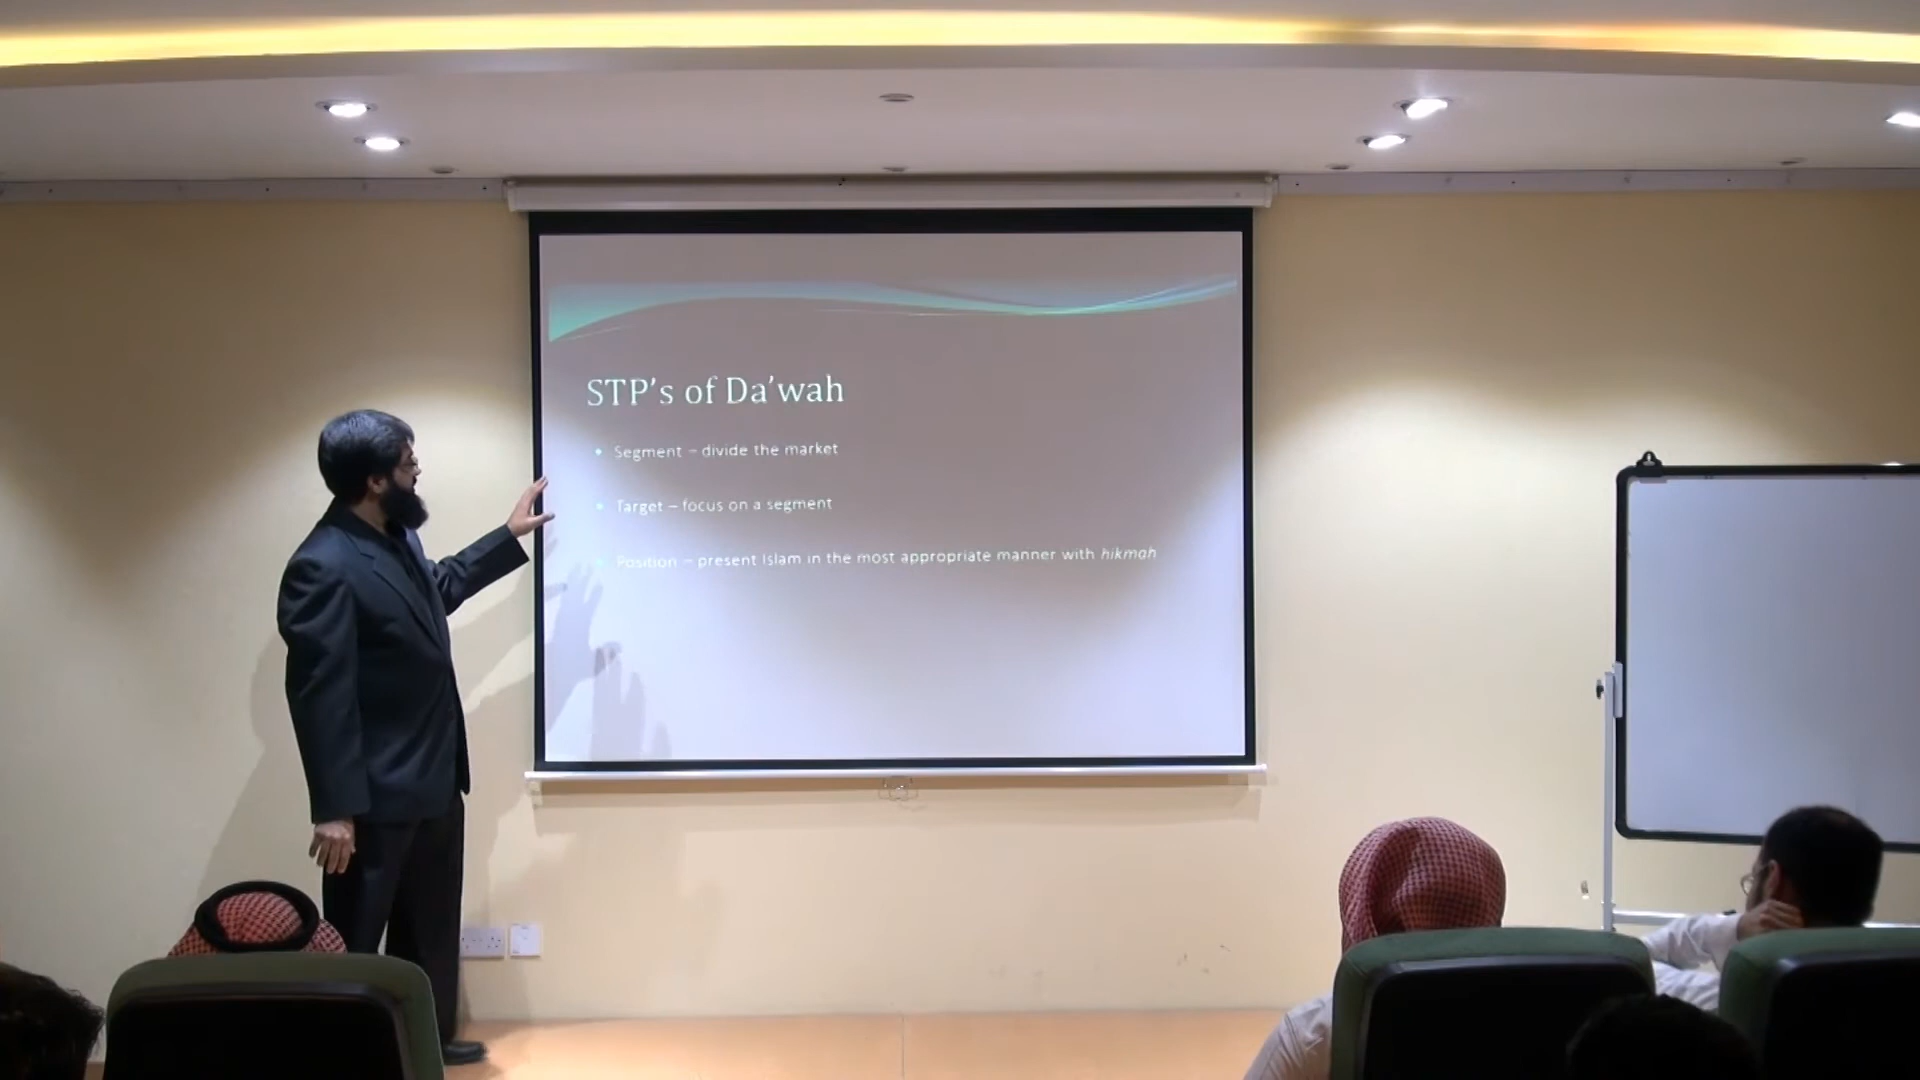 STP's of Da'wah
• Segment – divide the market
• Target – focus on a segment
• Position – present Islam in the most appropriate manner with hikmah